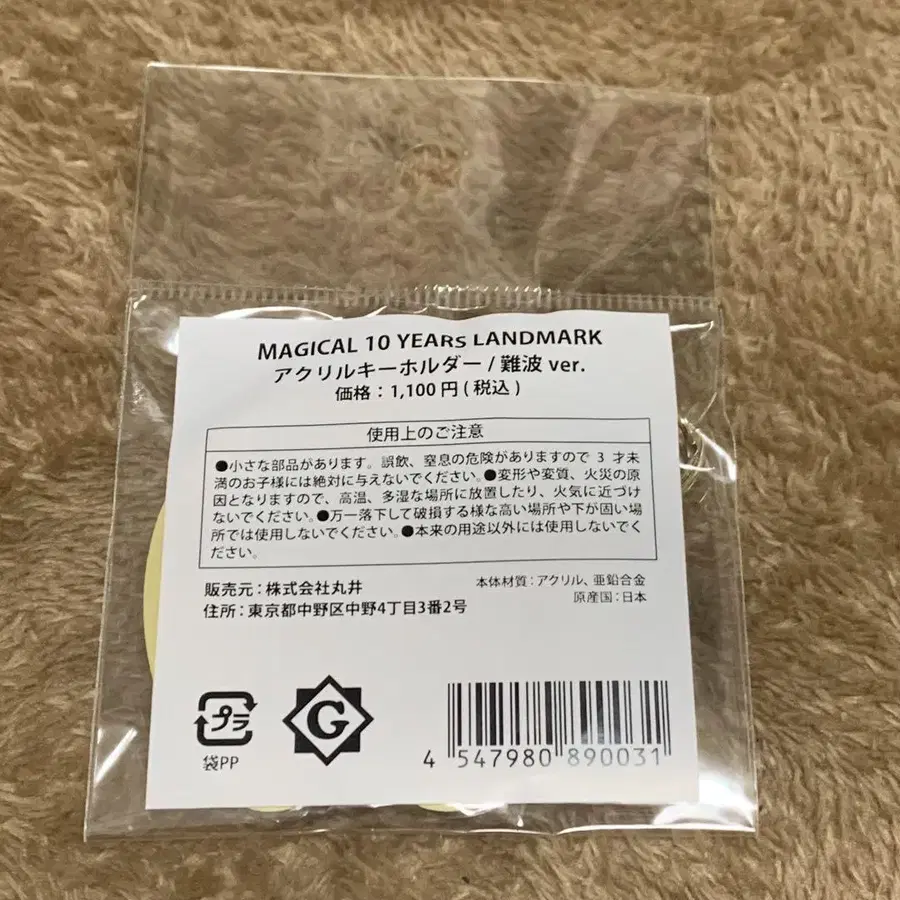 MAGICAL 10 YEARs LANDMARK
アクリルキーホルダー / 難波 ver.
価格：1,100円(税込)
使用上のご注意
●小さな部品があります。誤飲、窒息の危険がありますので 3 才未
満のお子様には絶対に与えないでください。●変形や変質、火災の原
因となりますので、高温、多湿な場所に放置したり、火気に近づけ
ないでください。●万一落下して破損する様な高い場所や下が固い場
所では使用しないでください。●本来の用途以外には使用しないでく
ださい。
販売元：株式会社丸井
住所：東京都中野区中野4丁目3番2号
本体材質：アクリル、亜鉛合金
原産国：日本
プラ
袋PP
G
4 547980 890031